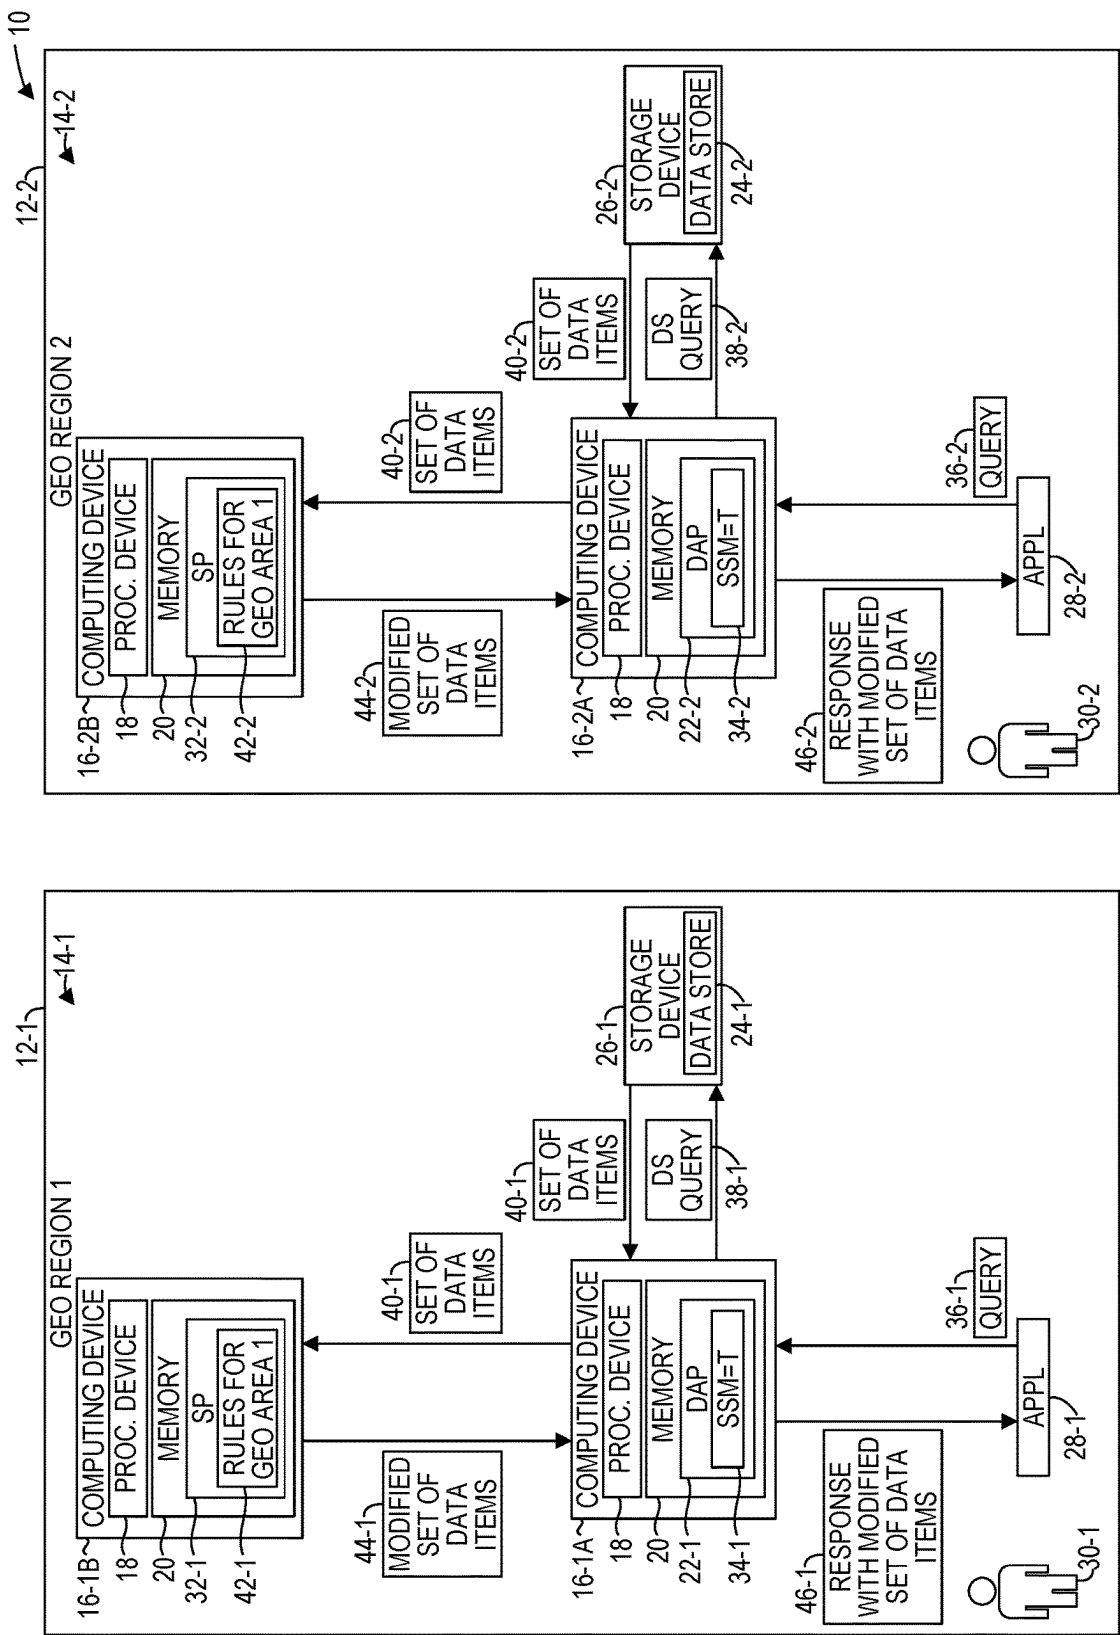 10
12-1
GEO REGION 1
14-1
16-1B
COMPUTING DEVICE
18
PROC. DEVICE
20
MEMORY
32-1
SP
42-1
RULES FOR
GEO AREA 1
44-1
MODIFIED
SET OF
DATA
ITEMS
40-1
SET OF
DATA
ITEMS
16-1A
COMPUTING DEVICE
18
PROC. DEVICE
20
MEMORY
22-1
DAP
34-1
SSM=T
40-1
SET OF
DATA
ITEMS
DS
QUERY
38-1
26-1
STORAGE
DEVICE
DATA STORE
24-1
46-1
RESPONSE
WITH MODIFIED
SET OF DATA
ITEMS
36-1
QUERY
30-1
APPL
28-1
12-2
GEO REGION 2
14-2
16-2B
COMPUTING DEVICE
18
PROC. DEVICE
20
MEMORY
32-2
SP
42-2
RULES FOR
GEO AREA 1
44-2
MODIFIED
SET OF
DATA
ITEMS
40-2
SET OF
DATA
ITEMS
16-2A
COMPUTING DEVICE
18
PROC. DEVICE
20
MEMORY
22-2
DAP
34-2
SSM=T
40-2
SET OF
DATA
ITEMS
DS
QUERY
38-2
26-2
STORAGE
DEVICE
DATA STORE
24-2
46-2
RESPONSE
WITH MODIFIED
SET OF DATA
ITEMS
36-2
QUERY
30-2
APPL
28-2